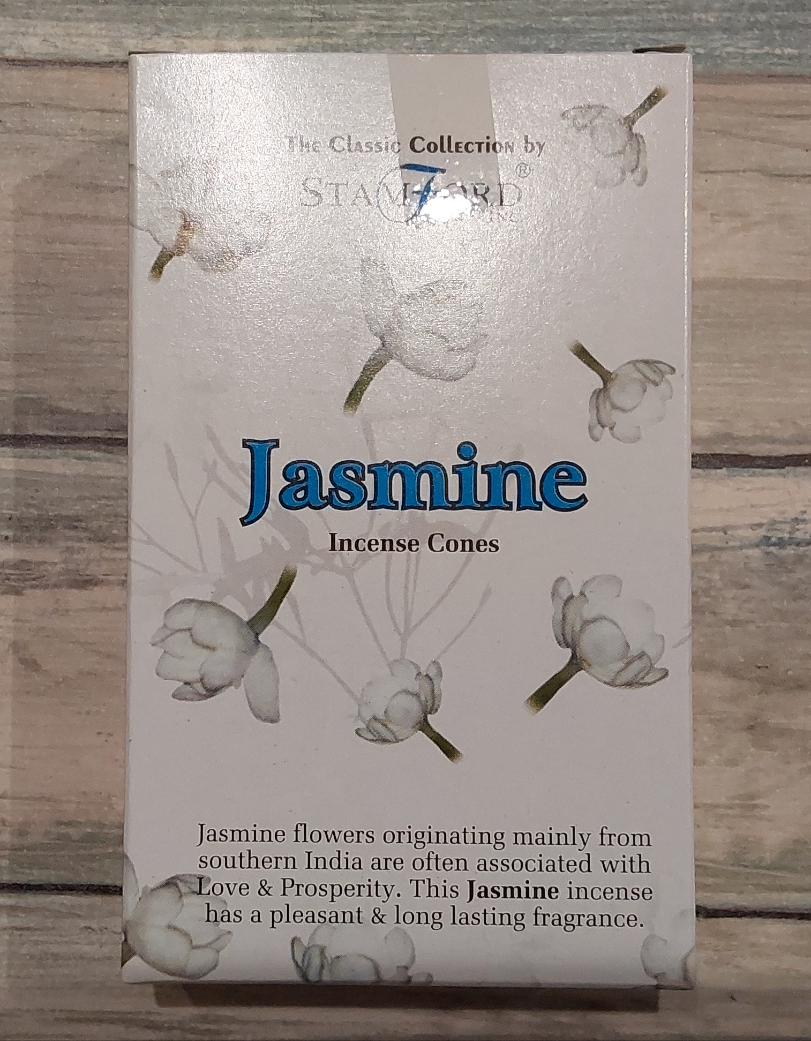 The Classic Collection by
STAMFORD®
INC
Jasmine
Incense Cones
Jasmine flowers originating mainly from
southern India are often associated with
Love & Prosperity. This Jasmine incense
has a pleasant & long lasting fragrance.